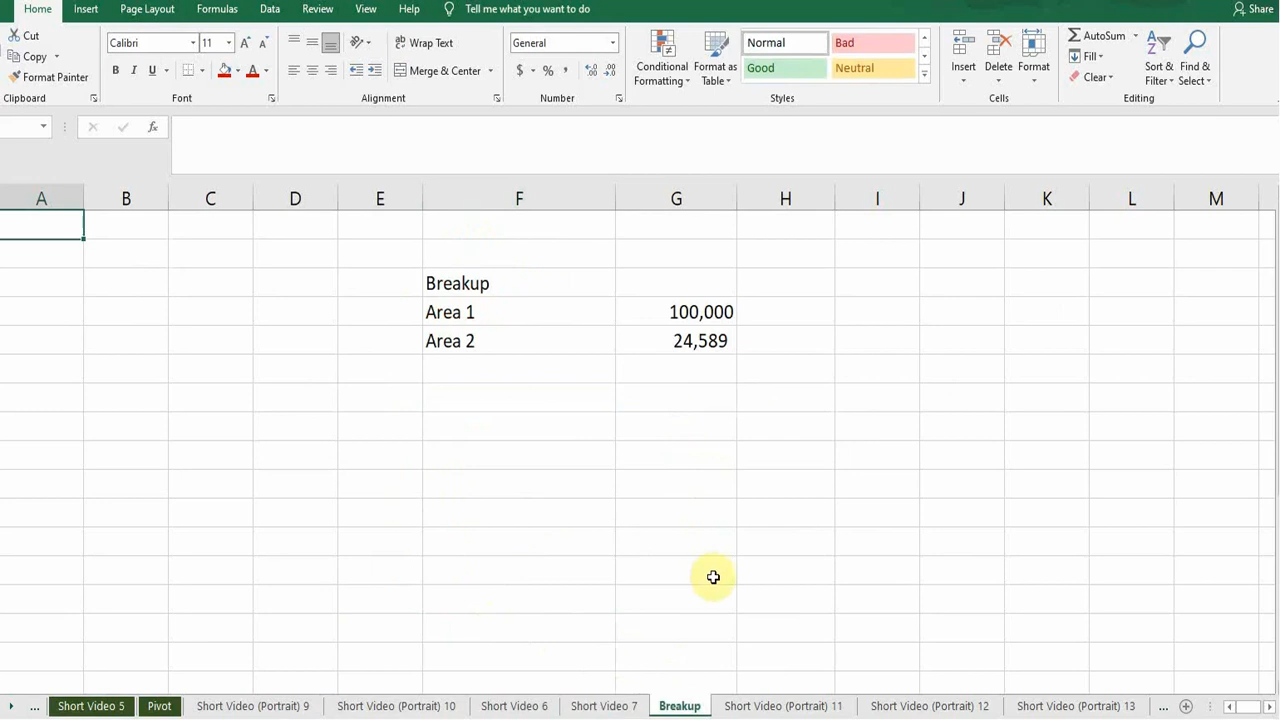 Home Insert Page Layout Formulas Data Review View Help Tell me what you want to do Share
Cut
Copy
Format Painter
Clipboard
Calibri 11
B I U
Font
Wrap Text
Merge & Center
Alignment
General
$ % ,
Number
Conditional Formatting
Format as Table
Normal Bad
Good Neutral
Styles
Insert Delete Format
Cells
AutoSum
Fill
Clear
Sort & Filter
Find & Select
Editing
fx
A B C D E F G H I J K L M
Breakup
Area 1 100,000
Area 2 24,589
... Short Video 5 Pivot Short Video (Portrait) 9 Short Video (Portrait) 10 Short Video 6 Short Video 7 Breakup Short Video (Portrait) 11 Short Video (Portrait) 12 Short Video (Portrait) 13 ...